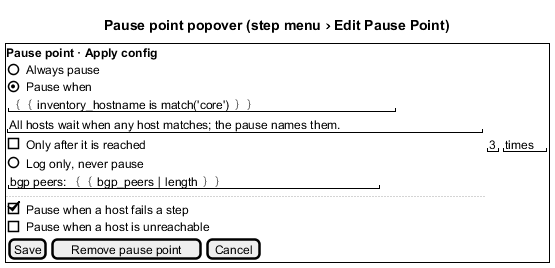 Pause point popover (step menu › Edit Pause Point)
Pause point · Apply config
Always pause
Pause when
{ { inventory_hostname is match('core') } }
All hosts wait when any host matches; the pause names them.
Only after it is reached 3 times
Log only, never pause
bgp peers: { { bgp_peers | length } }
Pause when a host fails a step
Pause when a host is unreachable
Save Remove pause point Cancel